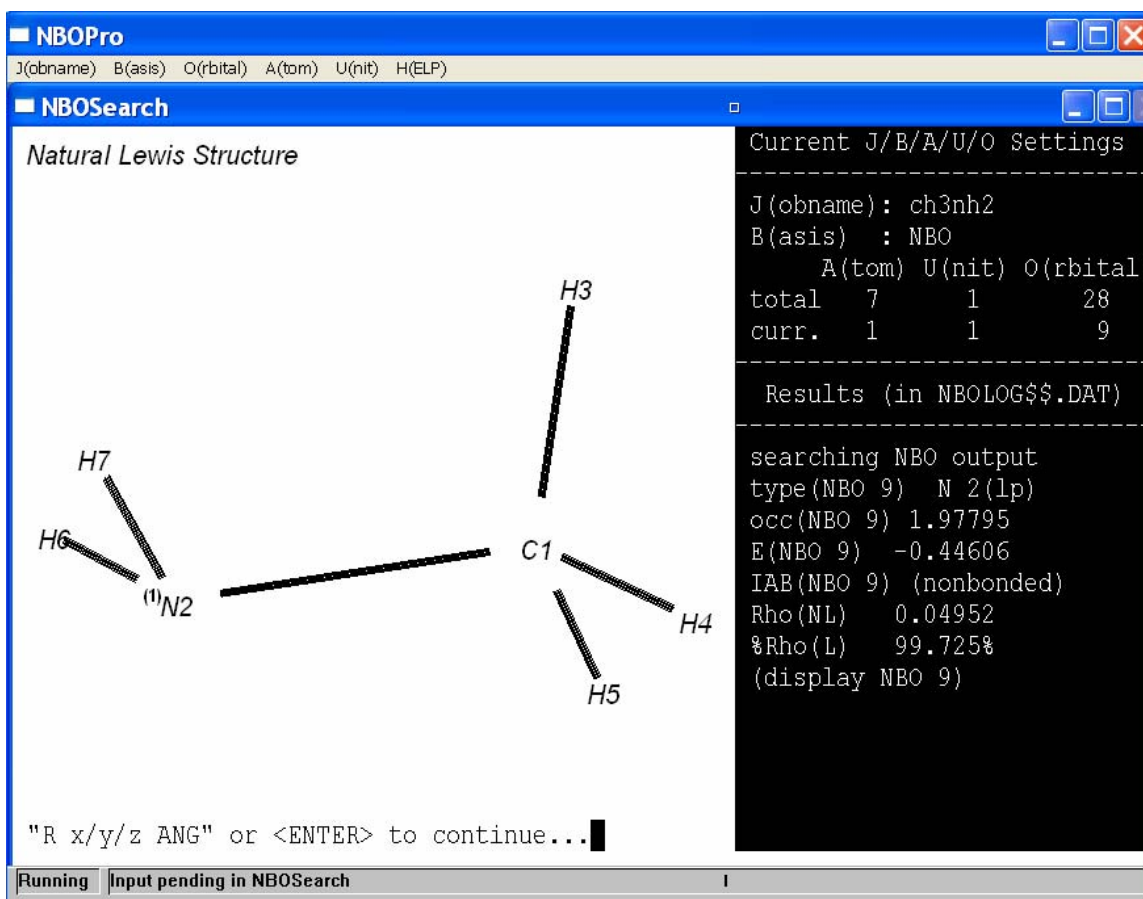 NBOPro
J(obname) B(asis) O(rbital) A(tom) U(nit) H(ELP)
NBOSearch
Natural Lewis Structure
H3
H7
H6
C1
(1)N2
H4
H5
"R x/y/z ANG" or <ENTER> to continue...
Current J/B/A/U/O Settings
J(obname): ch3nh2
B(asis) : NBO
A(tom) U(nit) O(rbital
total 7 1 28
curr. 1 1 9
Results (in NBOLOG$$.DAT)
searching NBO output
type(NBO 9) N 2(lp)
occ(NBO 9) 1.97795
E(NBO 9) -0.44606
IAB(NBO 9) (nonbonded)
Rho(NL) 0.04952
%Rho(L) 99.725%
(display NBO 9)
Running Input pending in NBOSearch